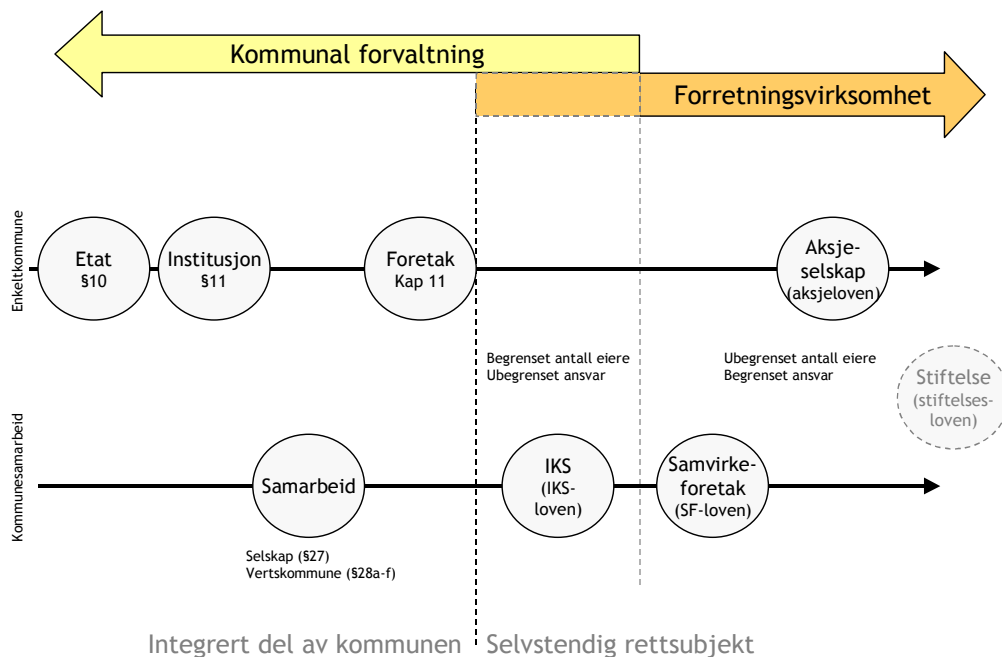 Kommunal forvaltning
Forretningsvirksomhet
Enkeltkommune
Etat
§10
Institusjon
§11
Foretak
Kap 11
Aksje-
selskap
(aksjeloven)
Begrenset antall eiere
Ubegrenset ansvar
Ubegrenset antall eiere
Begrenset ansvar
Stiftelse
(stiftelses-
loven)
Kommunesamarbeid
Samarbeid
IKS
(IKS-
loven)
Samvirke-
foretak
(SF-loven)
Selskap (§27)
Vertskommune (§28a-f)
Integrert del av kommunen
Selvstendig rettsubjekt